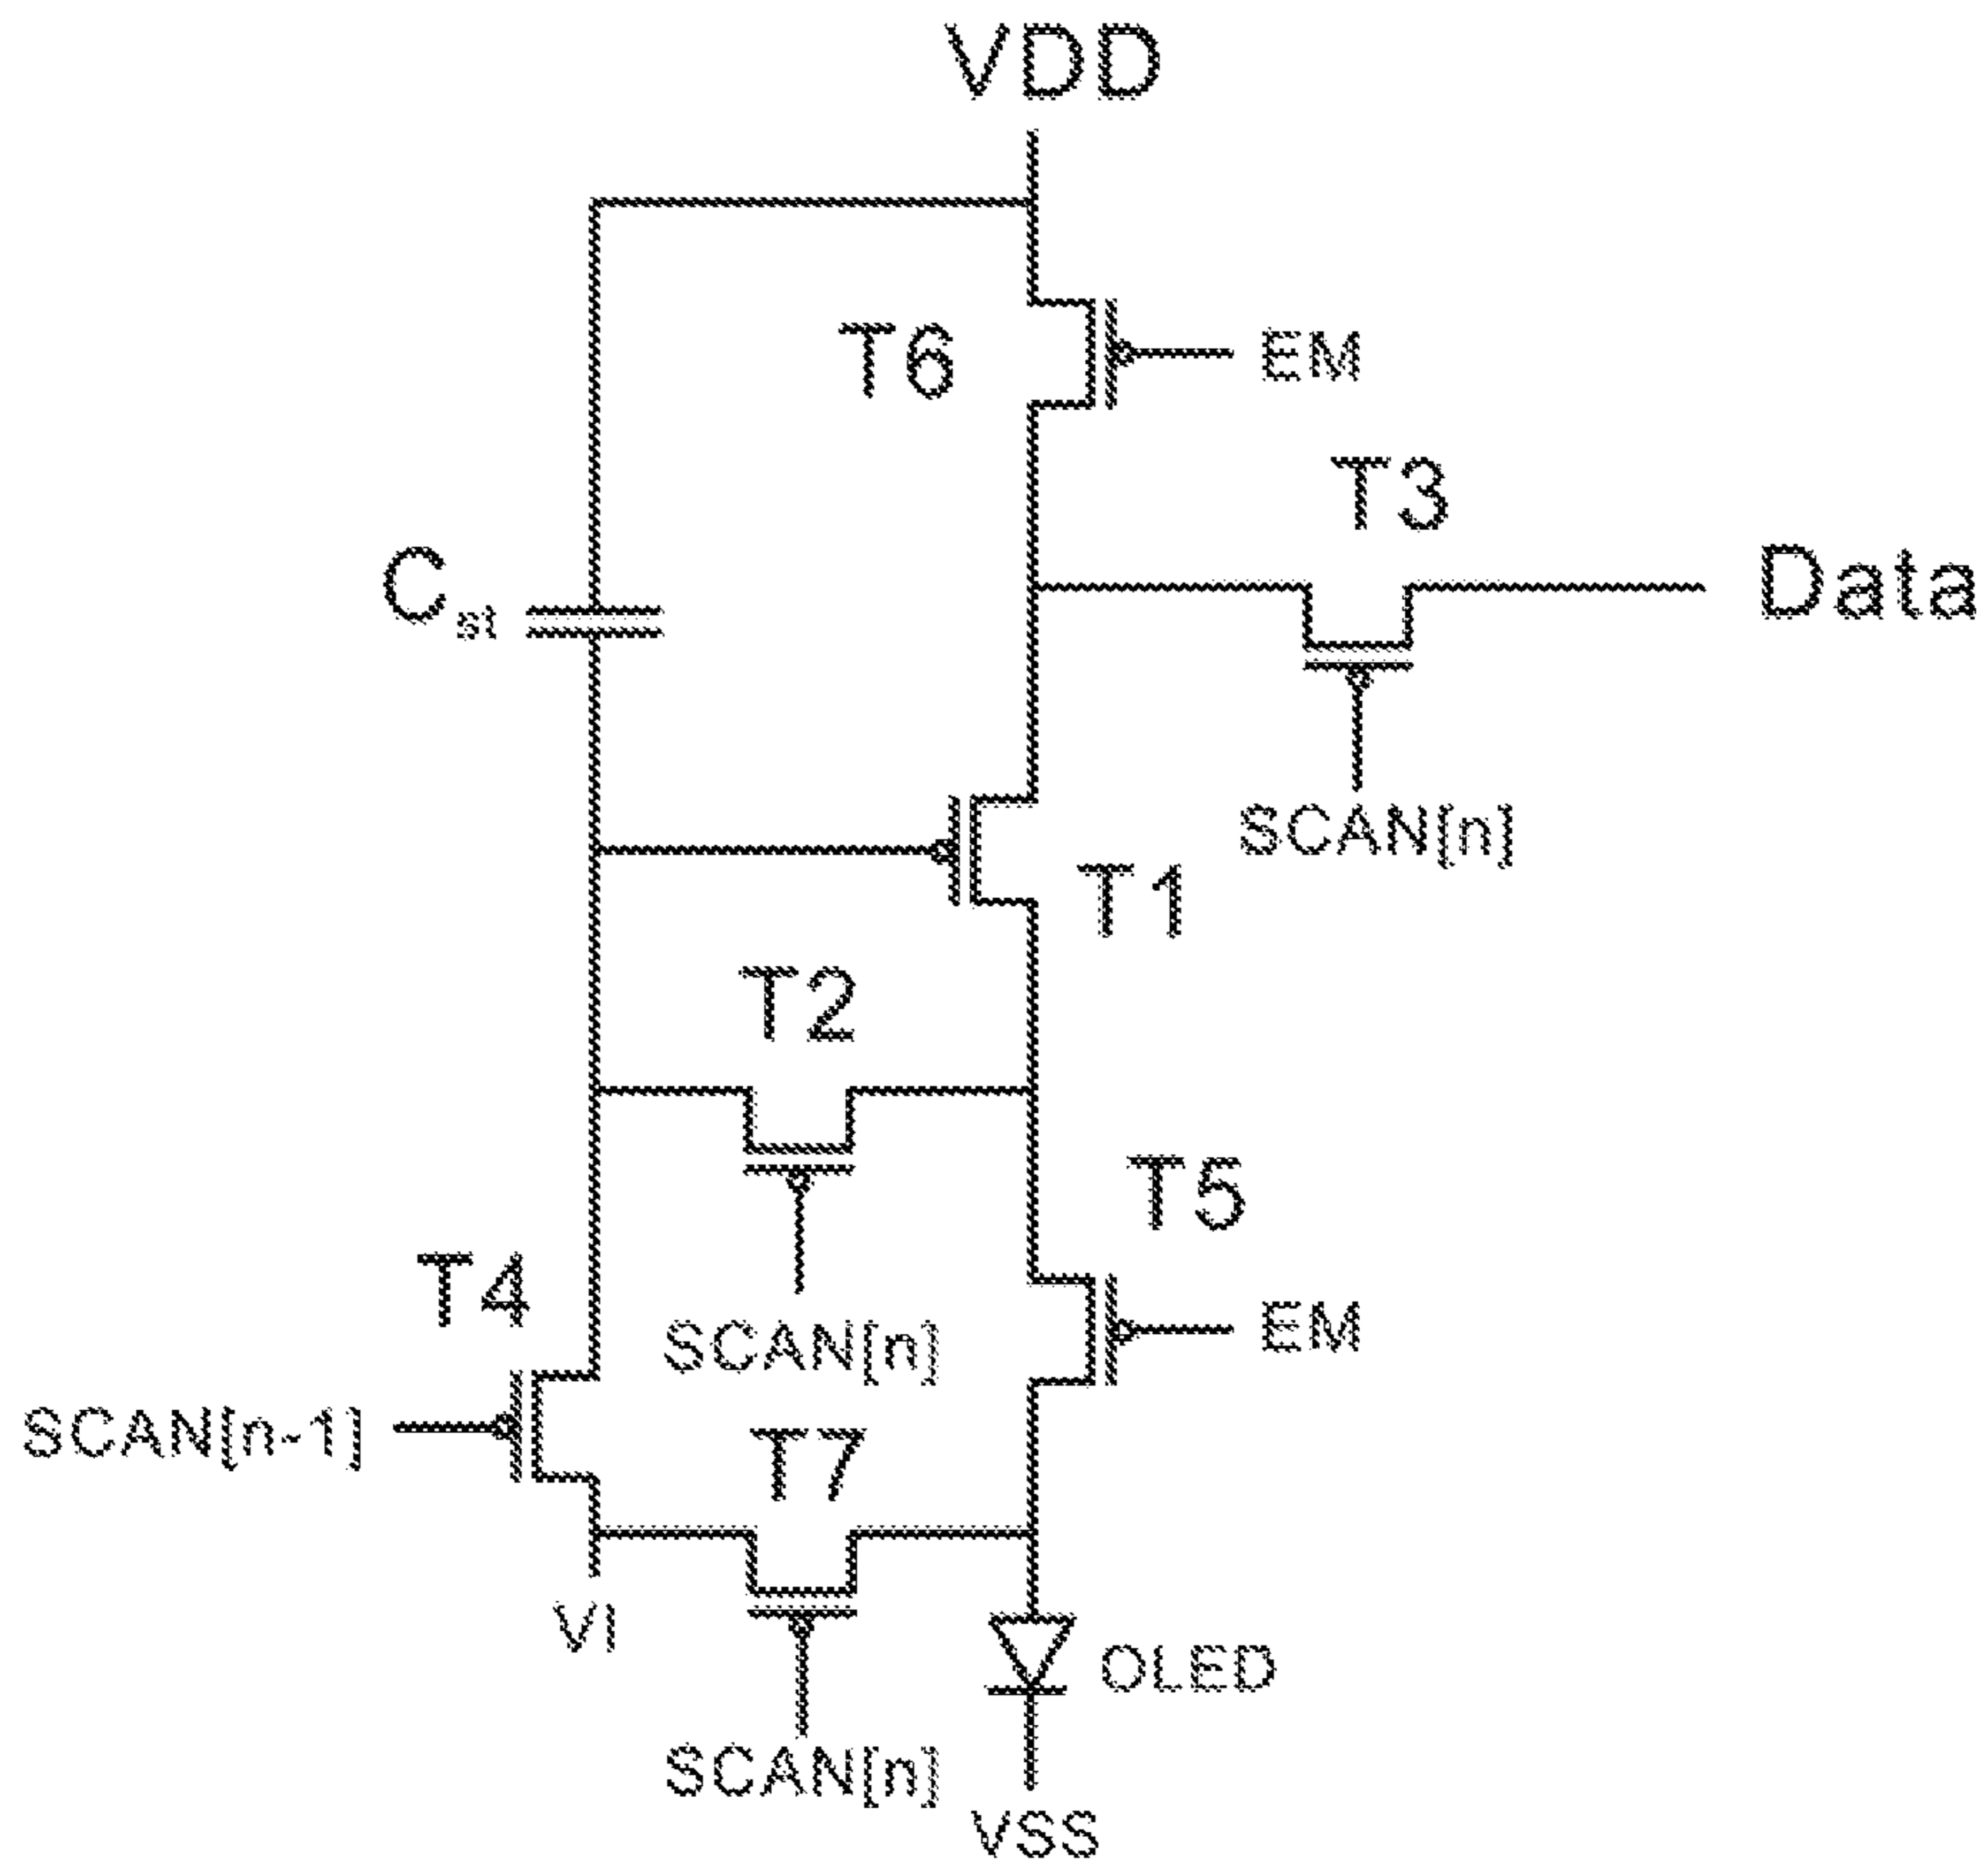 VDD
T6
EM
T3
Cst
Data
SCAN[n]
T1
T2
T5
T4
SCAN[n]
EM
SCAN[n-1]
T7
VI
OLED
SCAN[n]
VSS